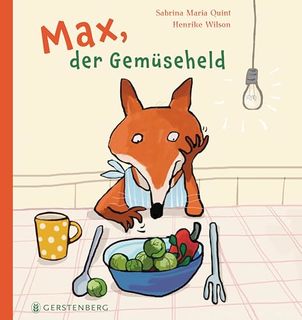 Sabrina Maria Quint
Henrike Wilson
Max,
der Gemüseheld
GERSTENBERG